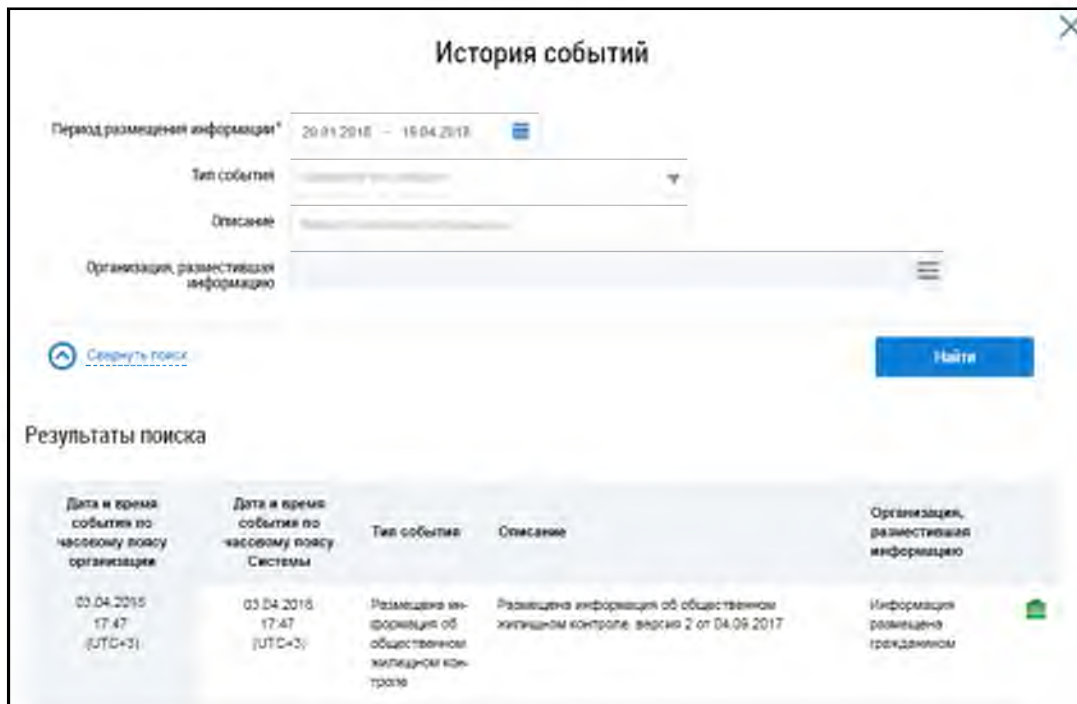 История событий
Период размещения информации*
20.01.2018 - 19.04.2018
Тип события
Описание
Организация, разместившая
информацию
Свернуть поиск
Найти
Результаты поиска
Дата и время
события по
часовому поясу
организации
Дата и время
события по
часовому поясу
Системы
Тип события
Описание
Организация,
разместившая
информацию
03.04.2018
17:47
(UTC+3)
03.04.2018
17:47
(UTC+3)
Размещена ин-
формация об
общественном
жилищном кон-
троле
Размещена информация об общественном
жилищном контроле, версия 2 от 04.09.2017
Информация
размещена
гражданином